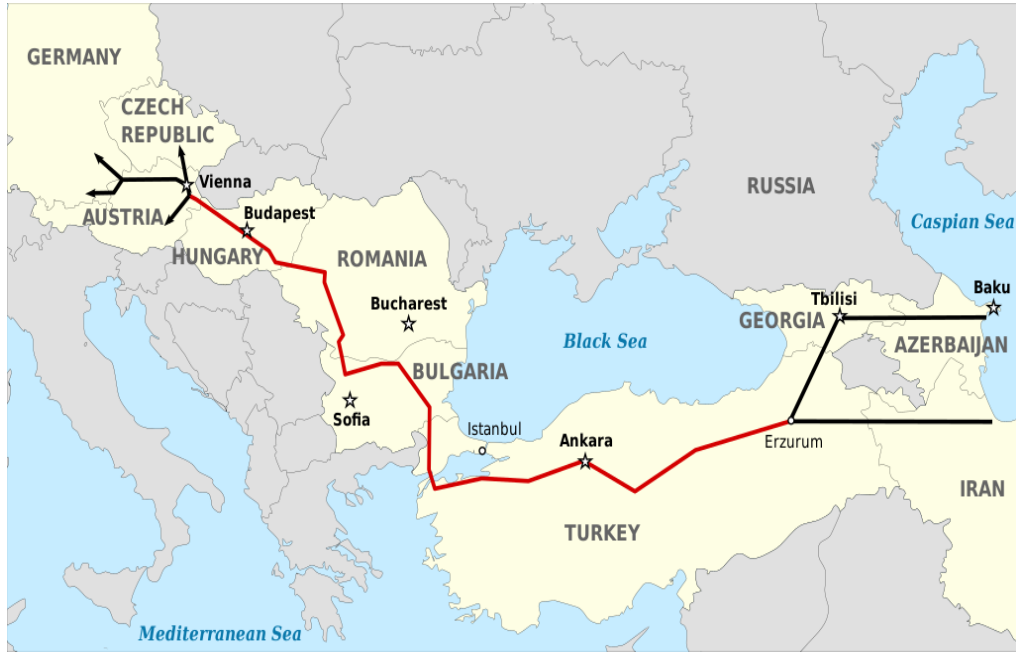 GERMANY
CZECH
REPUBLIC
Vienna
RUSSIA
AUSTRIA
Budapest
Caspian Sea
HUNGARY
ROMANIA
Baku
Tbilisi
Bucharest
GEORGIA
Black Sea
AZERBAIJAN
BULGARIA
Sofia
Istanbul
Ankara
Erzurum
IRAN
TURKEY
Mediterranean Sea